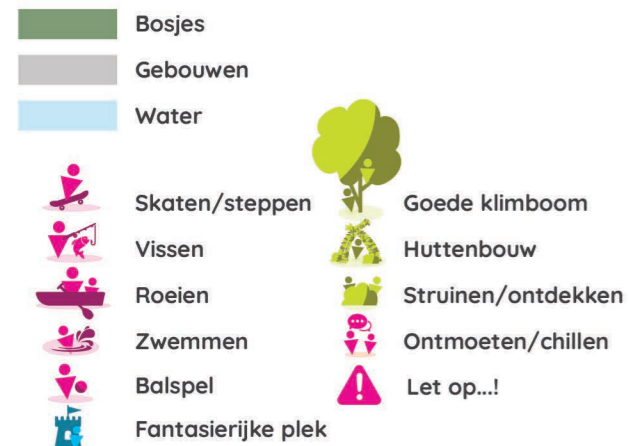 Bosjes
Gebouwen
Water
Skaten/steppen
Vissen
Roeien
Zwemmen
Balspel
Fantasierijke plek
Goede klimboom
Huttenbouw
Struinen/ontdekken
Ontmoeten/chillen
Let op...!